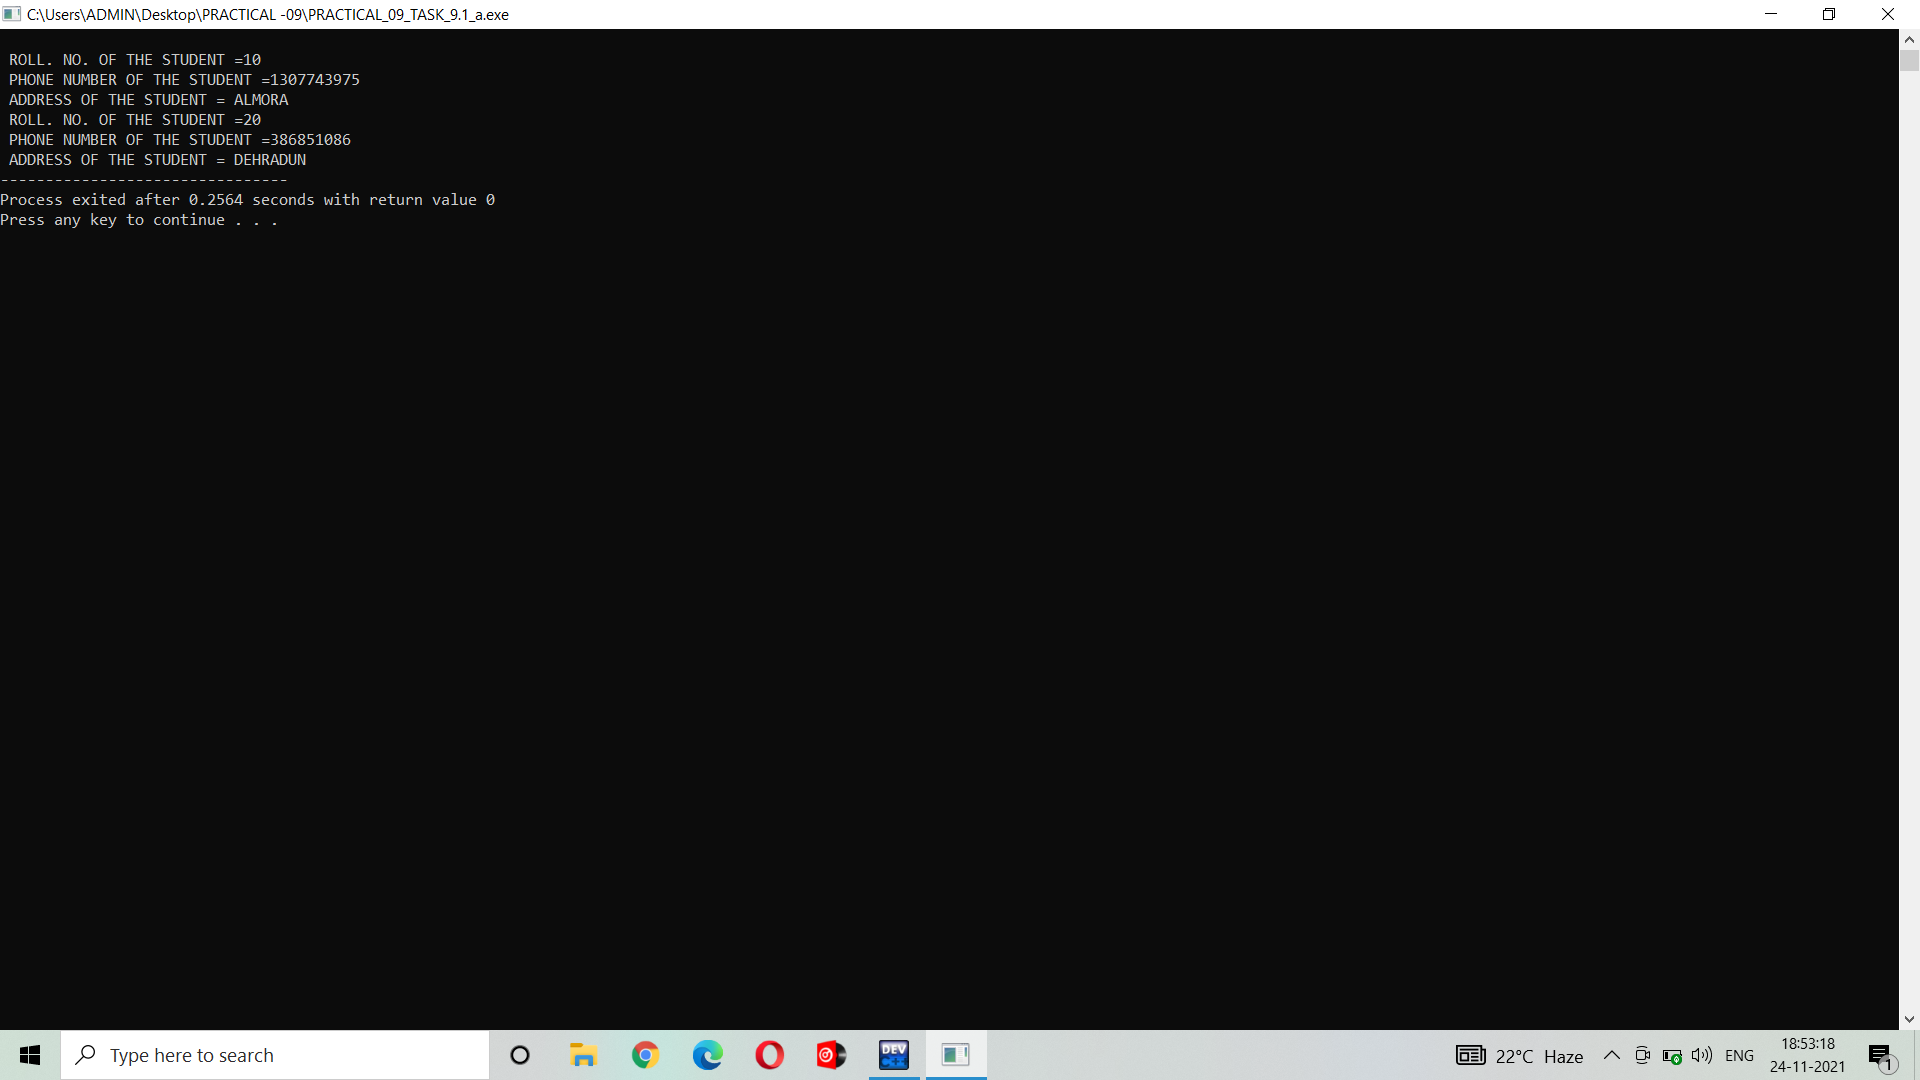 C:\Users\ADMIN\Desktop\PRACTICAL -09\PRACTICAL_09_TASK_9.1_a.exe
ROLL. NO. OF THE STUDENT =10
PHONE NUMBER OF THE STUDENT =1307743975
ADDRESS OF THE STUDENT = ALMORA
ROLL. NO. OF THE STUDENT =20
PHONE NUMBER OF THE STUDENT =386851086
ADDRESS OF THE STUDENT = DEHRADUN
--------------------------------
Process exited after 0.2564 seconds with return value 0
Press any key to continue . . .
Type here to search
DEV C++
22°C Haze
ENG
18:53:18
24-11-2021
1